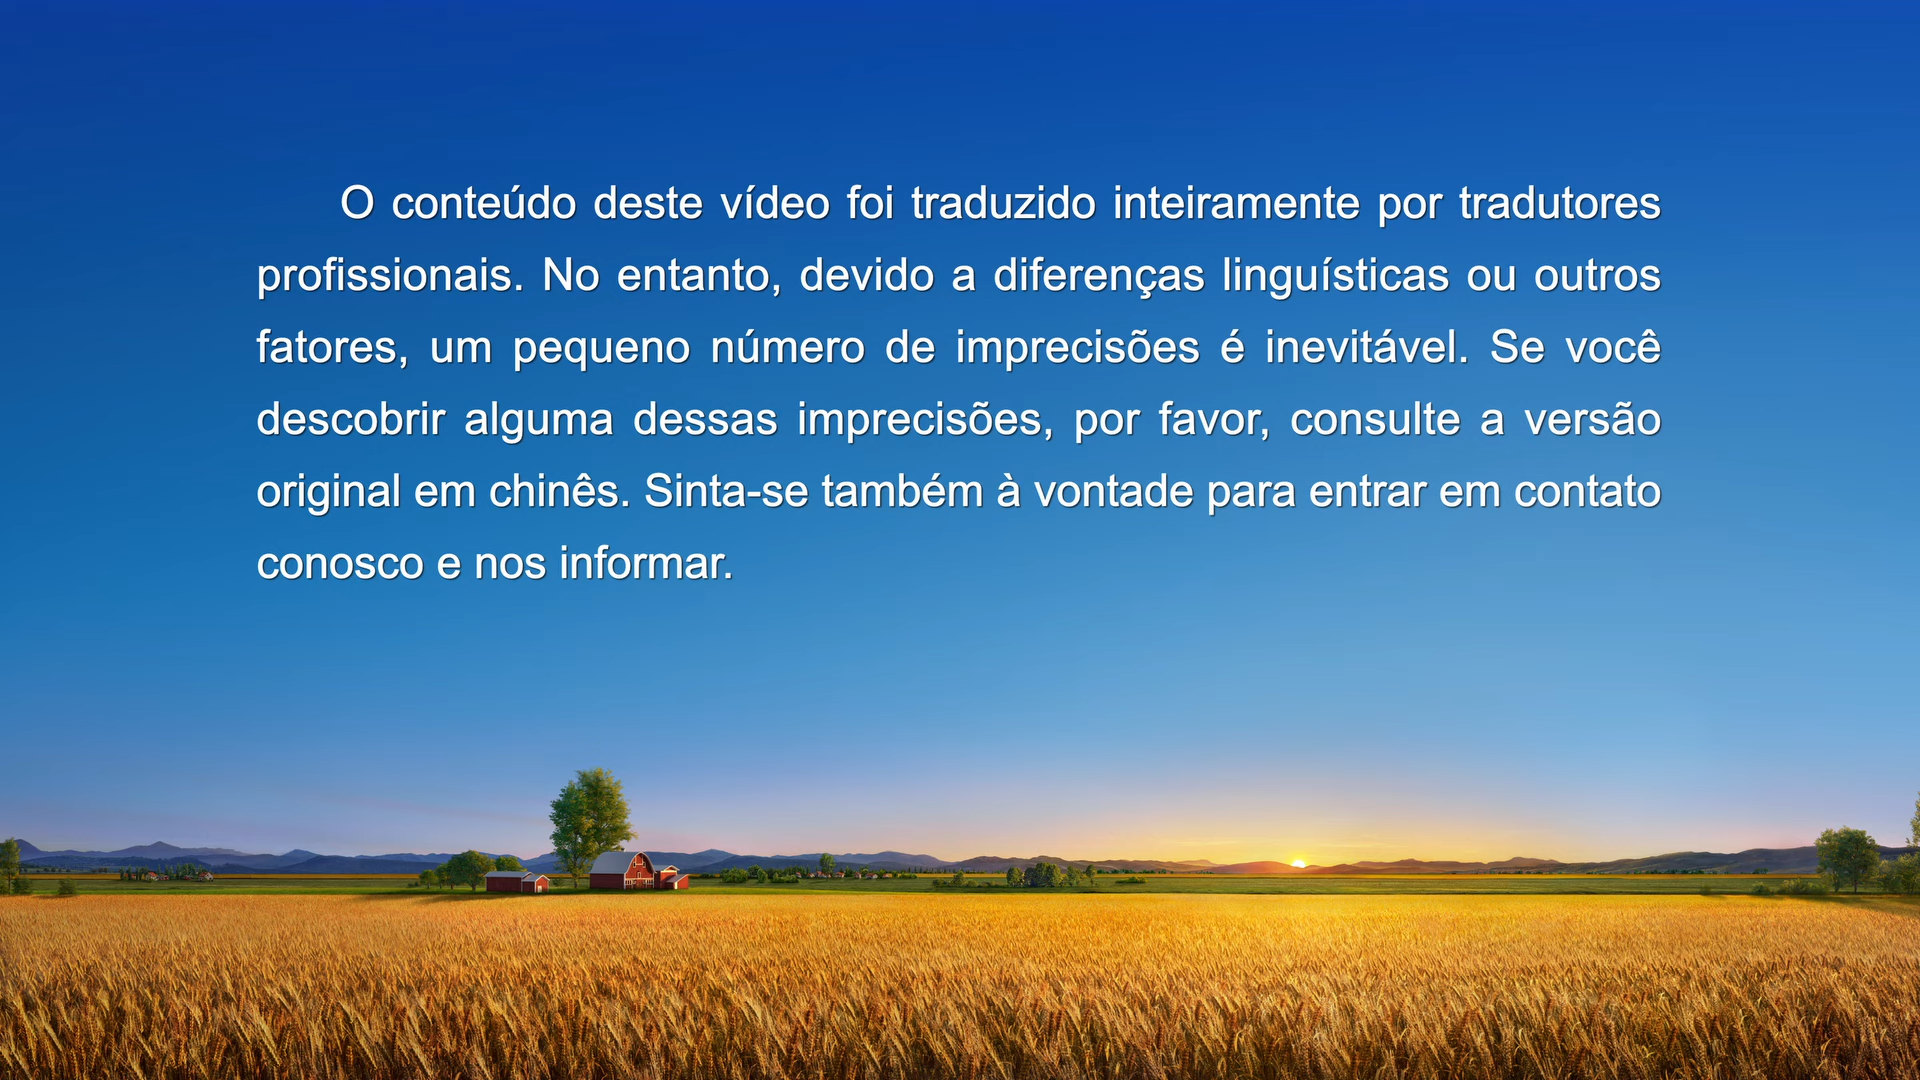 O conteúdo deste vídeo foi traduzido inteiramente por tradutores
profissionais. No entanto, devido a diferenças linguísticas ou outros
fatores, um pequeno número de imprecisões é inevitável. Se você
descobrir alguma dessas imprecisões, por favor, consulte a versão
original em chinês. Sinta-se também à vontade para entrar em contato
conosco e nos informar.